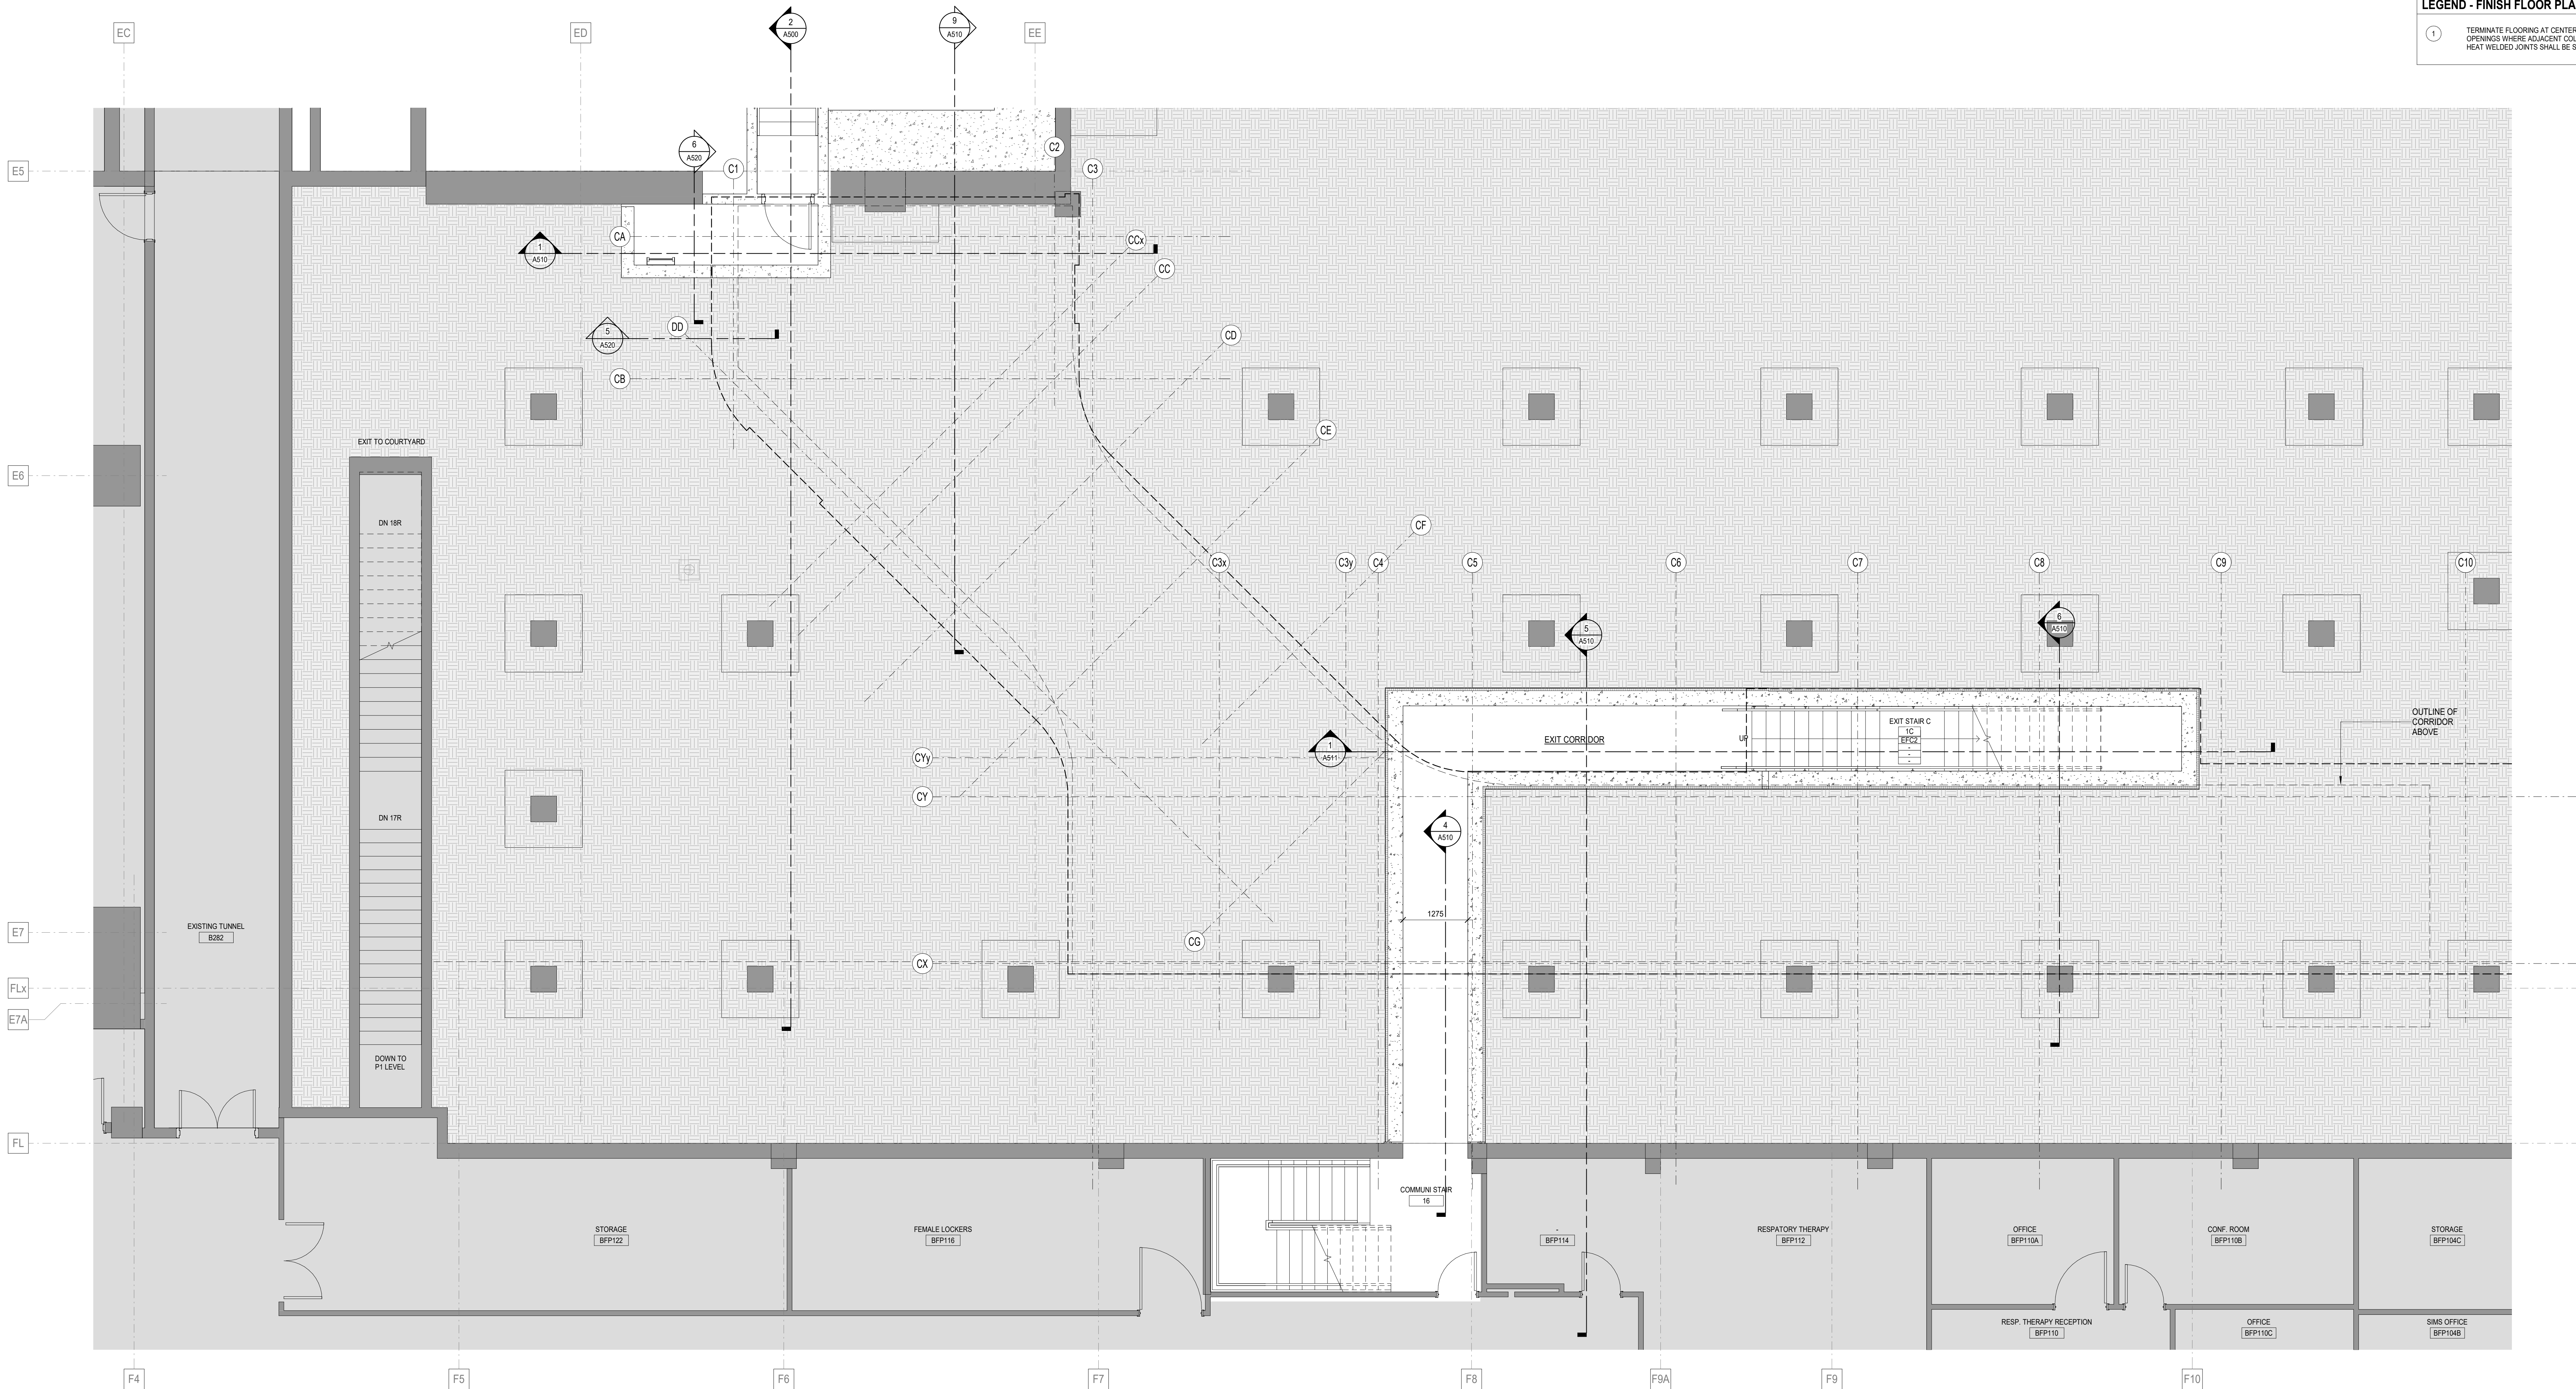 LEGEND - FINISH FLOOR PLA
1
TERMINATE FLOORING AT CENTER
OPENINGS WHERE ADJACENT COL
HEAT WELDED JOINTS SHALL BE S
EC
ED
2
A500
9
A510
EE
E5
6
A520
C1
C2
C3
CA
1
A510
CCx
CC
DD
5
A520
CD
CB
CE
EXIT TO COURTYARD
E6
DN 18R
CF
C3x
C3y
C4
C5
C6
C7
C8
C9
C10
5
A510
6
A510
EXIT CORRIDOR
UP
EXIT STAIR C
1C
EFC2
-
-
-
OUTLINE OF
CORRIDOR
ABOVE
1
A511
CYy
CY
DN 17R
4
A510
1275
EXISTING TUNNEL
B282
E7
CG
CX
FLx
E7A
DOWN TO
P1 LEVEL
FL
COMMUNI STAIR
16
STORAGE
BFP122
FEMALE LOCKERS
BFP116
-
BFP114
RESPATORY THERAPY
BFP112
OFFICE
BFP110A
CONF. ROOM
BFP110B
STORAGE
BFP104C
RESP. THERAPY RECEPTION
BFP110
OFFICE
BFP110C
SIMS OFFICE
BFP104B
F4
F5
F6
F7
F8
F9A
F9
F10